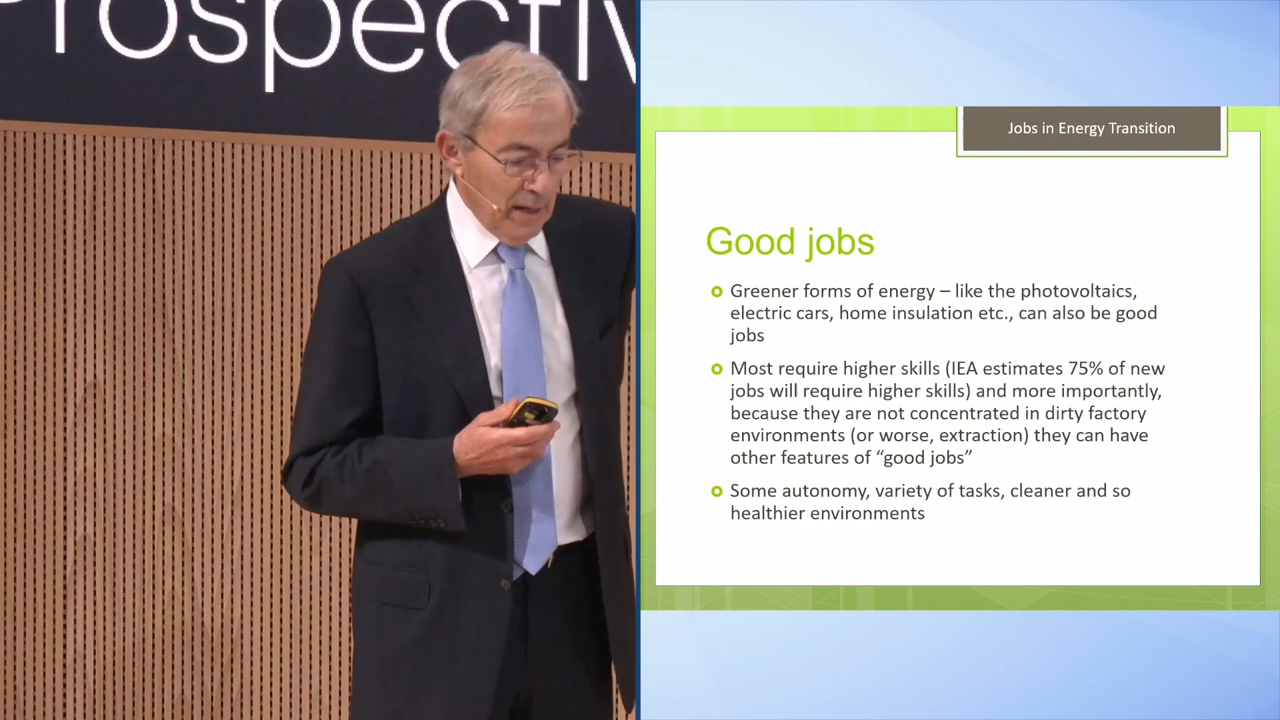 Prospectiv
Jobs in Energy Transition
Good jobs
Greener forms of energy – like the photovoltaics,
electric cars, home insulation etc., can also be good
jobs
Most require higher skills (IEA estimates 75% of new
jobs will require higher skills) and more importantly,
because they are not concentrated in dirty factory
environments (or worse, extraction) they can have
other features of “good jobs”
Some autonomy, variety of tasks, cleaner and so
healthier environments